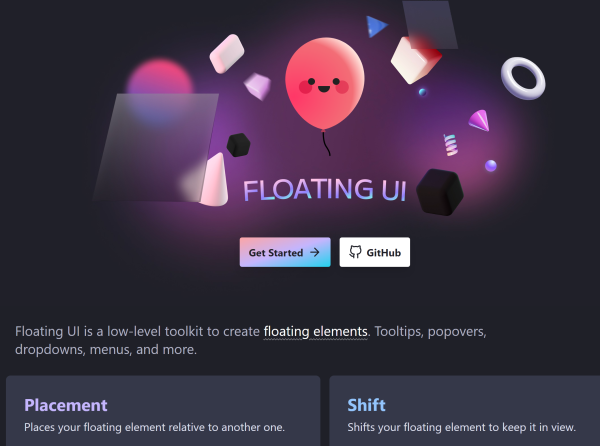 FLOATING UI
Get Started → GitHub
Floating UI is a low-level toolkit to create floating elements. Tooltips, popovers,
dropdowns, menus, and more.
Placement
Places your floating element relative to another one.
Shift
Shifts your floating element to keep it in view.